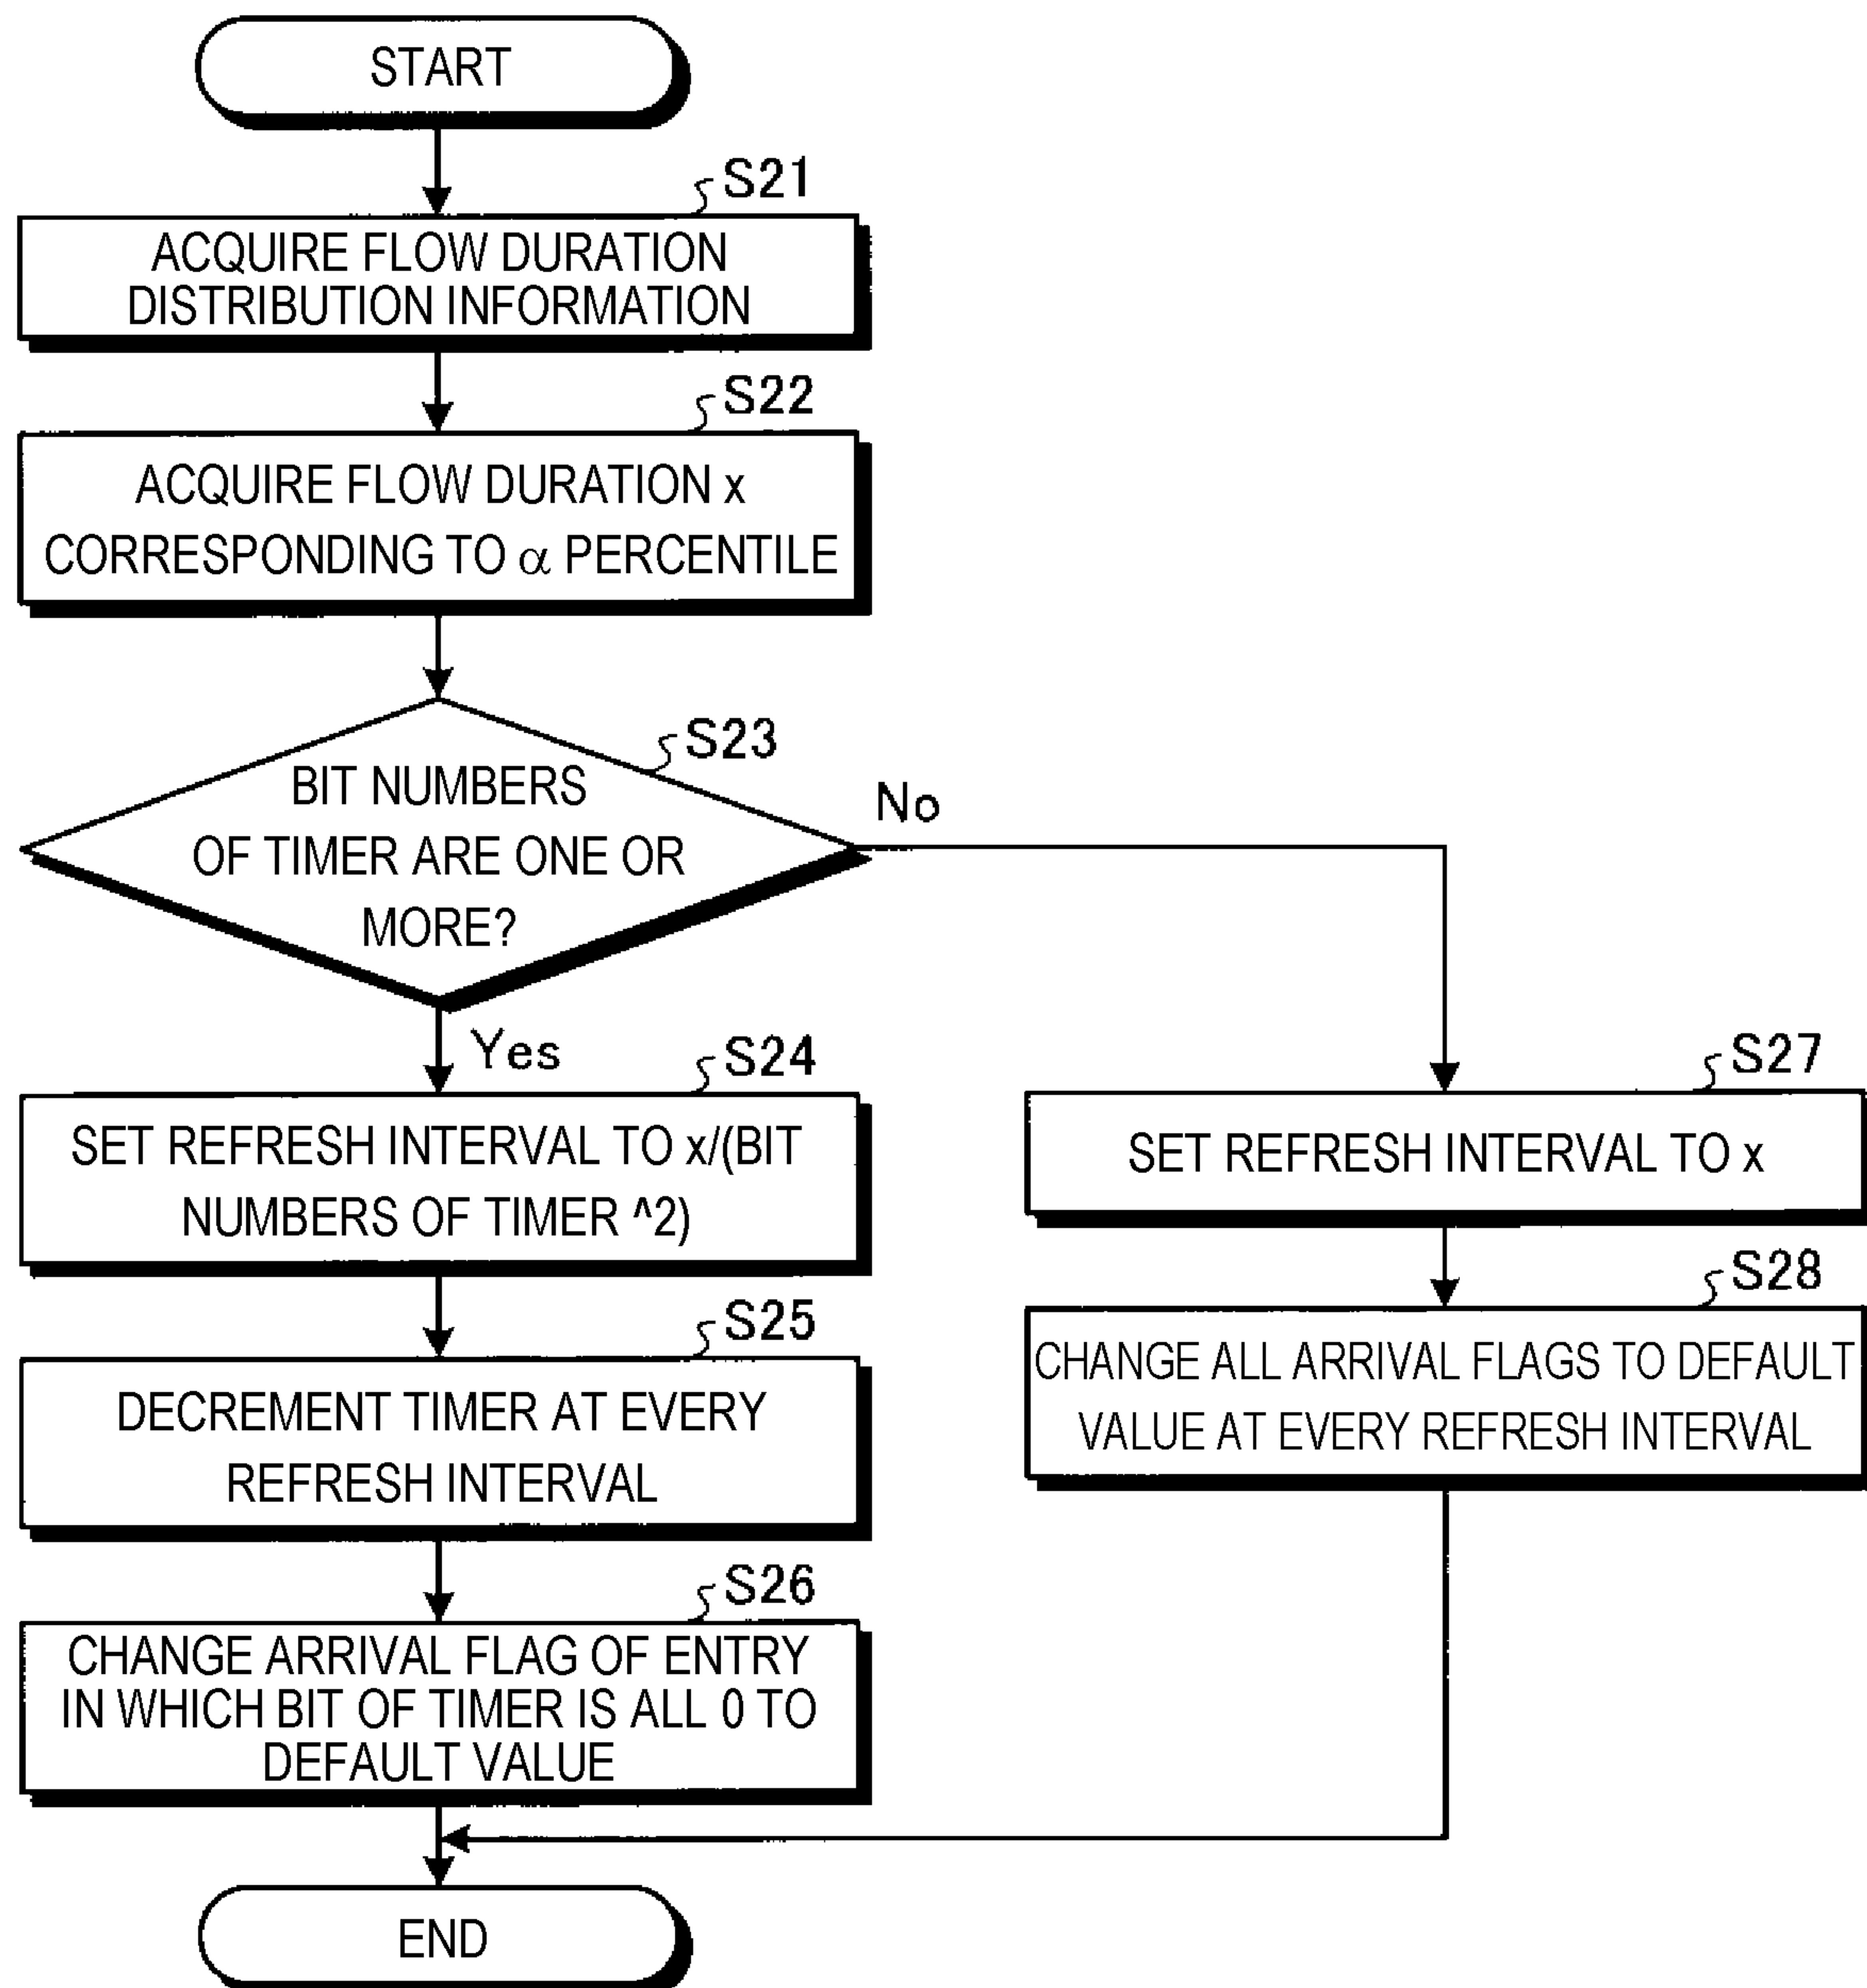 START
S21
ACQUIRE FLOW DURATION
DISTRIBUTION INFORMATION
S22
ACQUIRE FLOW DURATION x
CORRESPONDING TO α PERCENTILE
S23
BIT NUMBERS
OF TIMER ARE ONE OR
MORE?
No
Yes
S24
SET REFRESH INTERVAL TO x/(BIT
NUMBERS OF TIMER ^2)
S25
DECREMENT TIMER AT EVERY
REFRESH INTERVAL
S26
CHANGE ARRIVAL FLAG OF ENTRY
IN WHICH BIT OF TIMER IS ALL 0 TO
DEFAULT VALUE
S27
SET REFRESH INTERVAL TO x
S28
CHANGE ALL ARRIVAL FLAGS TO DEFAULT
VALUE AT EVERY REFRESH INTERVAL
END